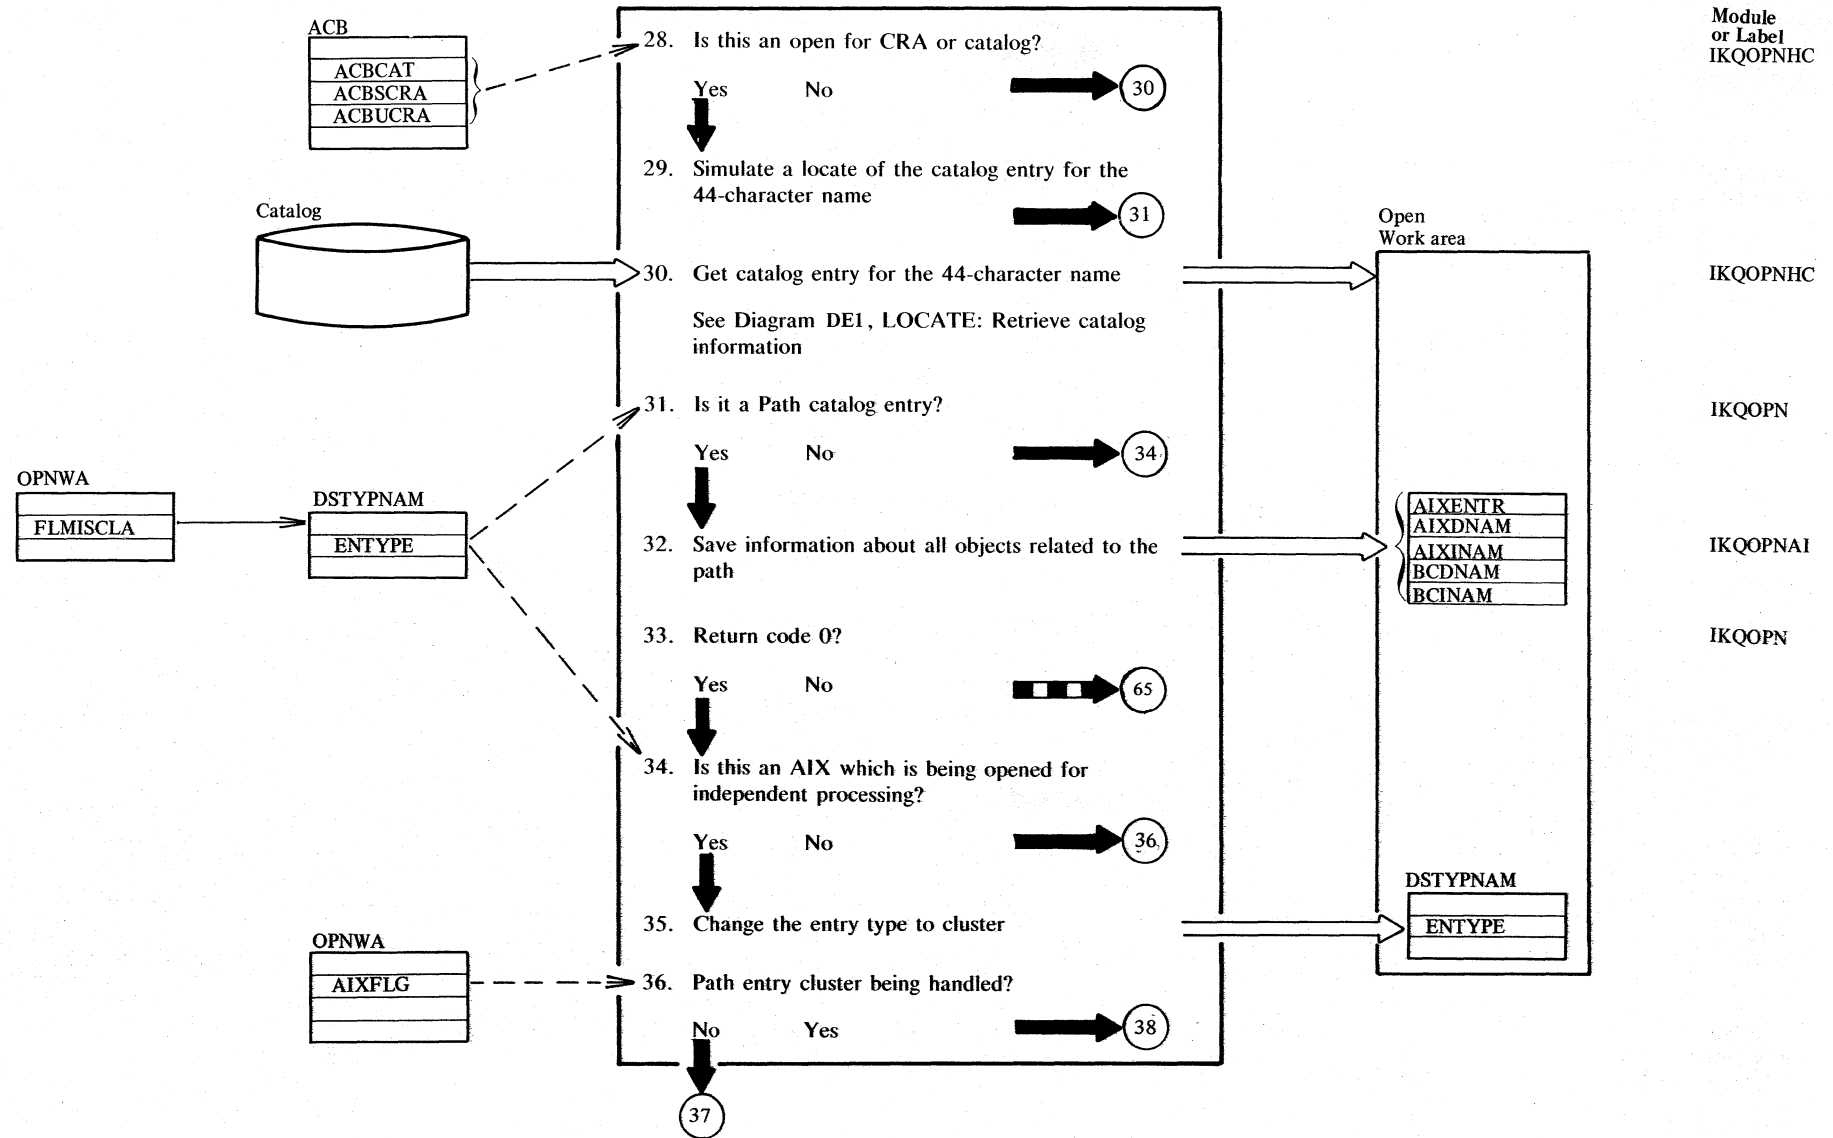 ACB
ACBCAT
ACBSCRA
ACBUCRA
Module
or Label
IKQOPNHC
28. Is this an open for CRA or catalog?
Yes No 30
29. Simulate a locate of the catalog entry for the
44-character name
31
Catalog
Open
Work area
30. Get catalog entry for the 44-character name
IKQOPNHC
See Diagram DE1, LOCATE: Retrieve catalog
information
31. Is it a Path catalog entry?
IKQOPN
Yes No 34
OPNWA
FLMISCLA
DSTYPNAM
ENTYPE
32. Save information about all objects related to the
path
AIXENTR
AIXDNAM
AIXINAM
BCDNAM
BCINAM
IKQOPNAI
33. Return code 0?
IKQOPN
Yes No 65
34. Is this an AIX which is being opened for
independent processing?
Yes No 36
35. Change the entry type to cluster
DSTYPNAM
ENTYPE
OPNWA
AIXFLG
36. Path entry cluster being handled?
No Yes 38
37